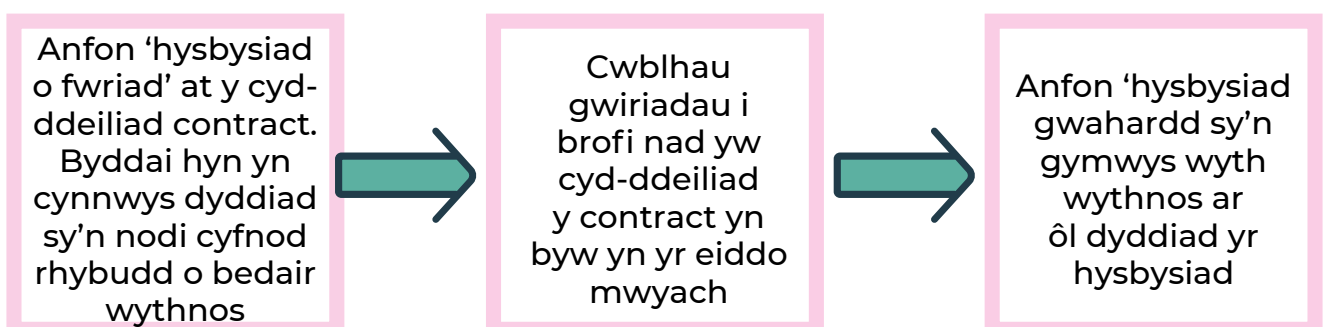 Anfon ‘hysbysiad
o fwriad’ at y cyd-
ddeiliad contract.
Byddai hyn yn
cynnwys dyddiad
sy’n nodi cyfnod
rhybudd o bedair
wythnos
Cwblhau
gwiriadau i
brofi nad yw
cyd-ddeiliad
y contract yn
byw yn yr eiddo
mwyach
Anfon ‘hysbysiad
gwahardd sy’n
gymwys wyth
wythnos ar
ôl dyddiad yr
hysbysiad